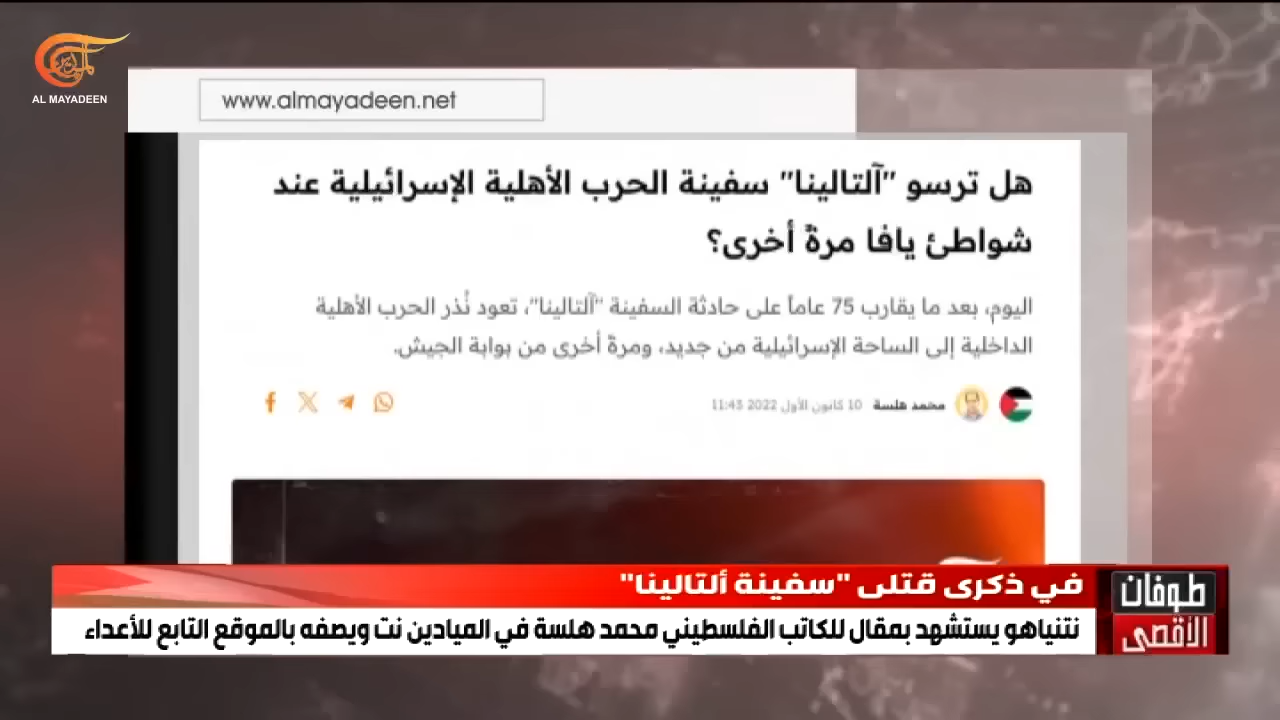 AL MAYADEEN
www.almayadeen.net
هل ترسو "آلتالينا" سفينة الحرب الأهلية الإسرائيلية عند
شواطئ يافا مرةً أخرى؟
اليوم، بعد ما يقارب 75 عاماً على حادثة السفينة "آلتالينا"، تعود نُذر الحرب الأهلية
الداخلية إلى الساحة الإسرائيلية من جديد، ومرةً أخرى من بوابة الجيش.
محمد هلسة 10 كانون الأول 2022 11:43
في ذكرى قتلى "سفينة ألتالينا"
نتنياهو يستشهد بمقال للكاتب الفلسطيني محمد هلسة في الميادين نت ويصفه بالموقع التابع للأعداء
طوفان
الأقصى